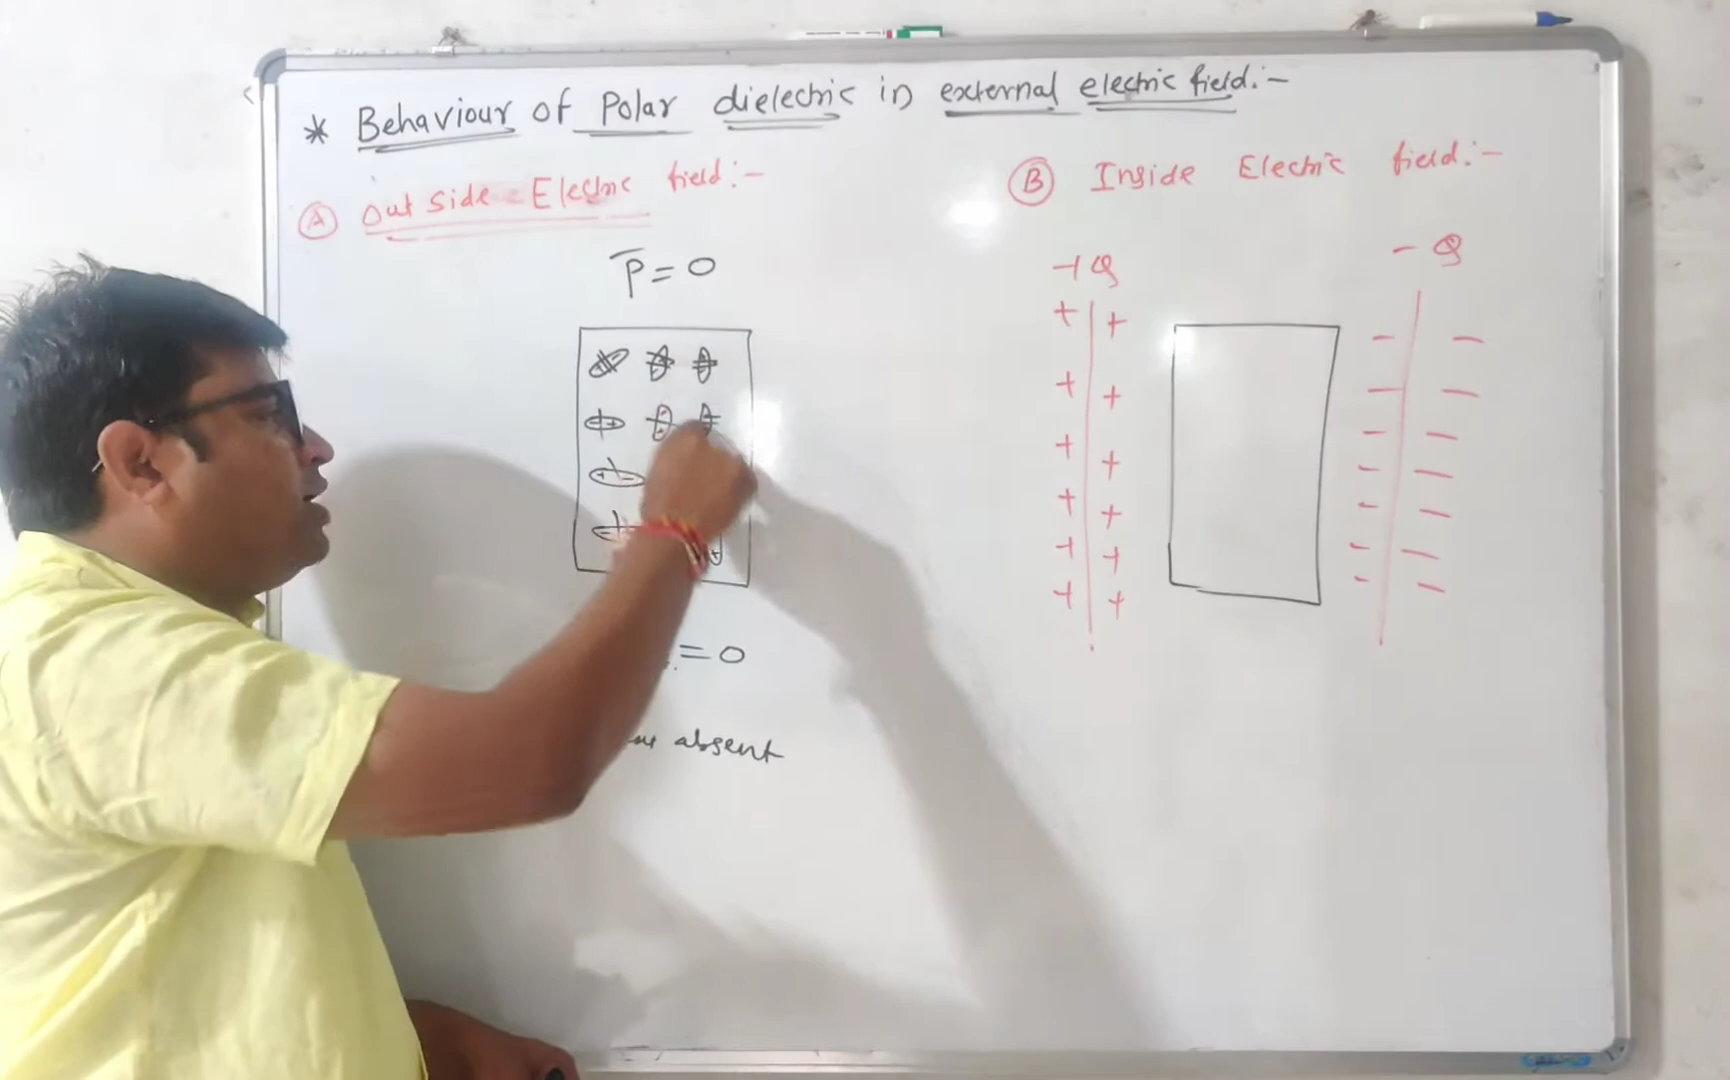 * Behaviour of Polar dielectric in external electric field:-
A Out side Electric field:-
P̅ = 0
= 0
absent
B Inside Electric field:-
+Q
- Q